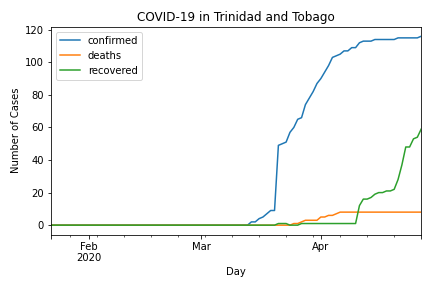 COVID-19 in Trinidad and Tobago
120
100
80
60
40
20
0
Number of Cases
confirmed
deaths
recovered
Feb
2020
Mar
Apr
Day